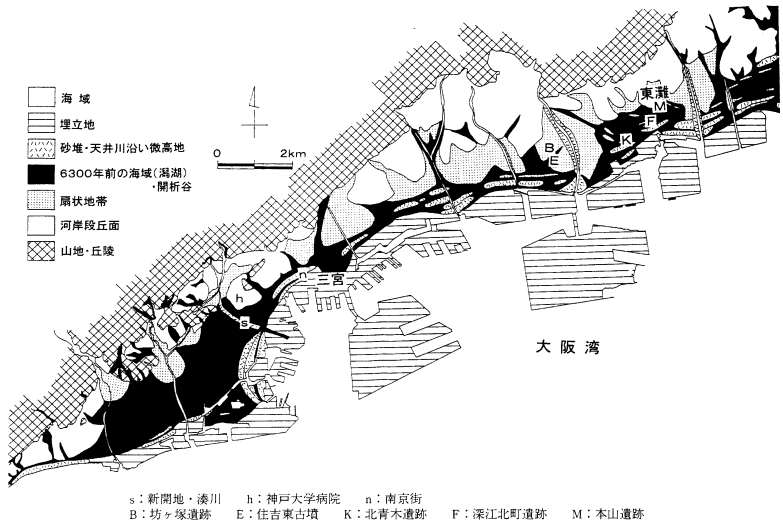 海域
埋立地
砂堆・天井川沿い微高地
6300年前の海域(潟湖)
・開析谷
扇状地帯
河岸段丘面
山地・丘陵
0 2km
東灘
M
F
K
B
E
n 三宮
h
s
大阪湾
s：新開地・湊川 h：神戸大学病院 n：南京街
B：坊ヶ塚遺跡 E：住吉東古墳 K：北青木遺跡 F：深江北町遺跡 M：本山遺跡